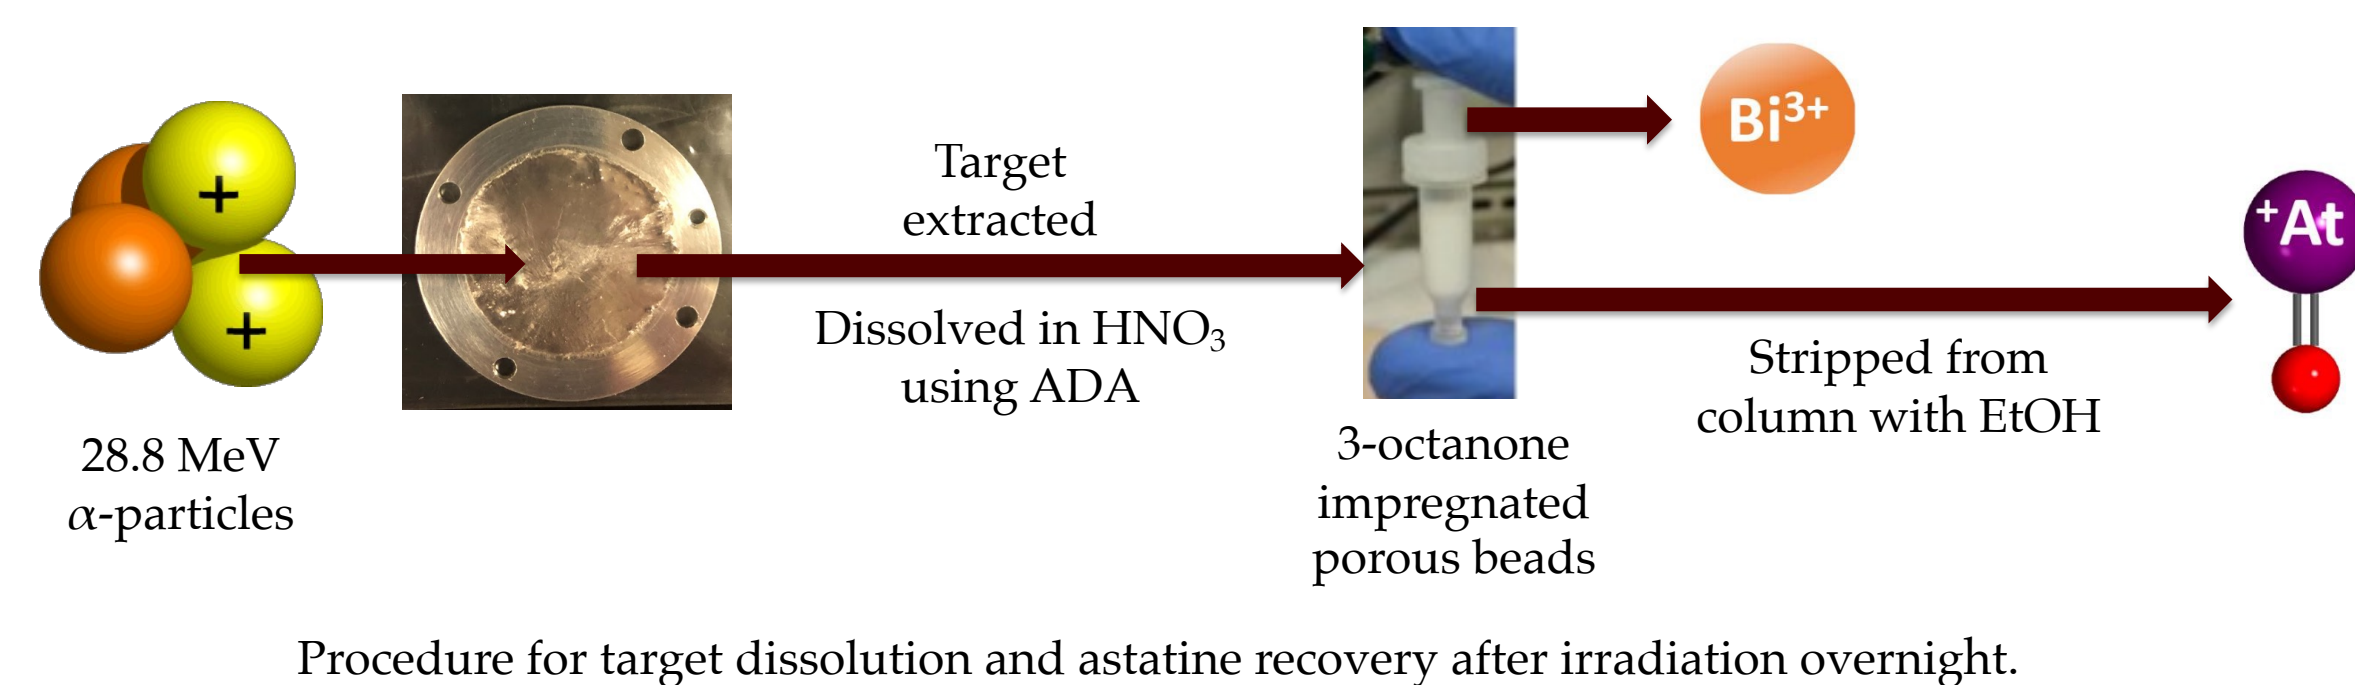 +
+
28.8 MeV
α-particles
Target
extracted
Dissolved in HNO₃
using ADA
3-octanone
impregnated
porous beads
Bi³⁺
Stripped from
column with EtOH
⁺At
Procedure for target dissolution and astatine recovery after irradiation overnight.